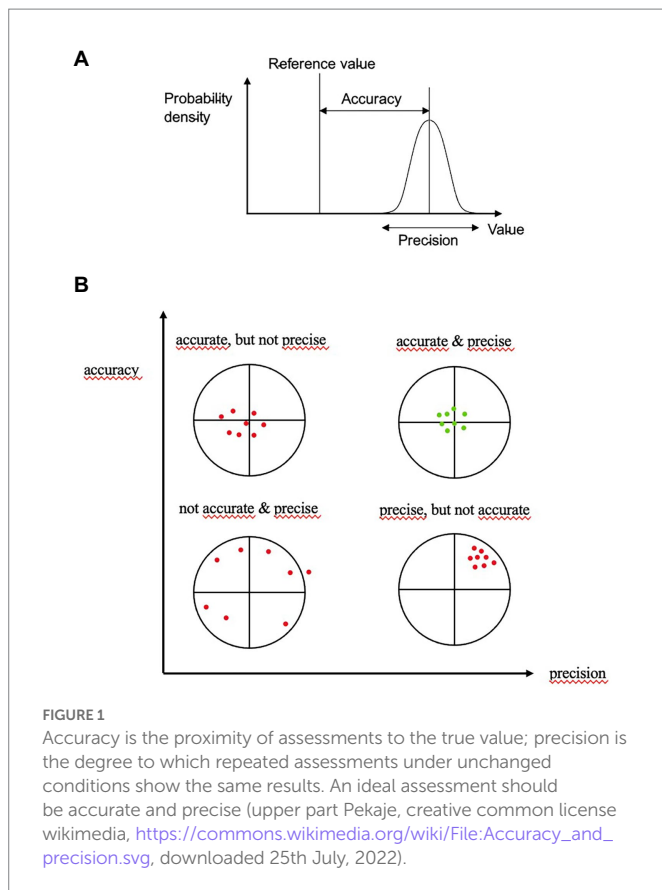 A
Reference value
Probability
density
Accuracy
Value
Precision
B
accuracy
accurate, but not precise
accurate & precise
not accurate & precise
precise, but not accurate
precision
FIGURE 1
Accuracy is the proximity of assessments to the true value; precision is
the degree to which repeated assessments under unchanged
conditions show the same results. An ideal assessment should
be accurate and precise (upper part Pekaje, creative common license
wikimedia, https://commons.wikimedia.org/wiki/File:Accuracy_and_
precision.svg, downloaded 25th July, 2022).